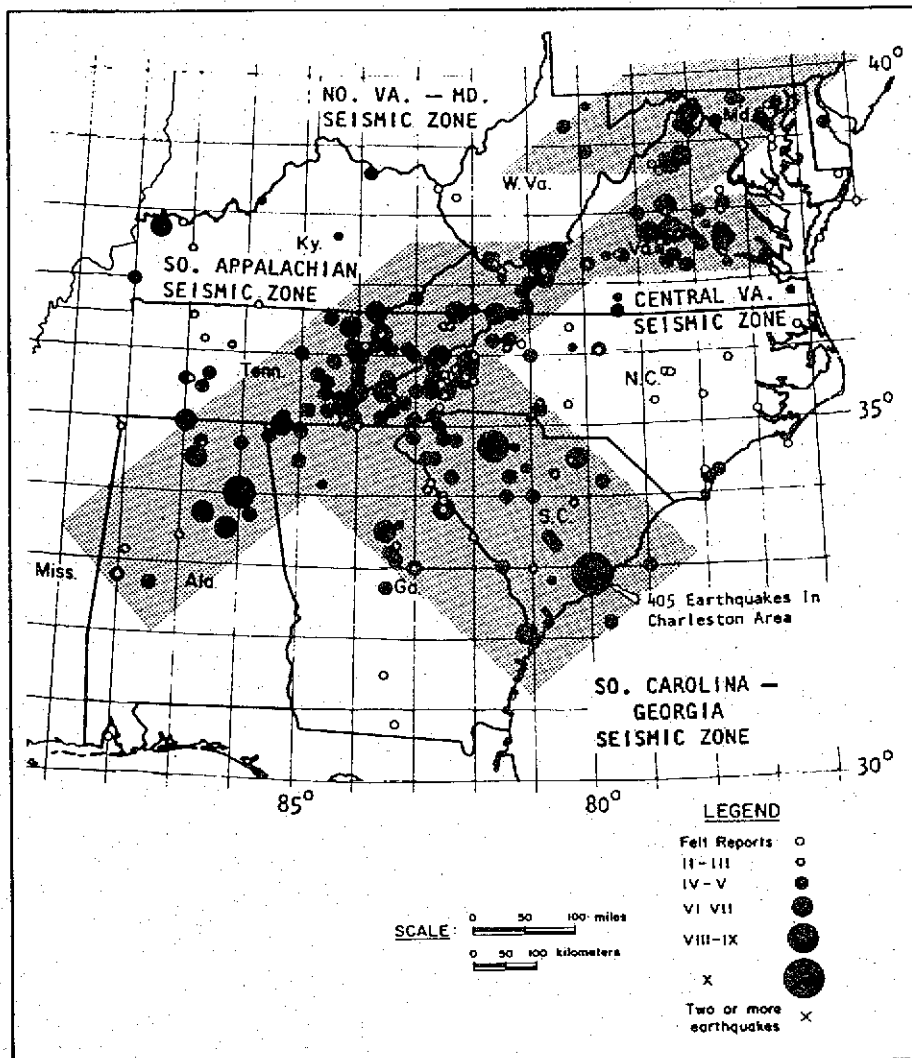 40°
NO. VA. — MD.
SEISMIC ZONE
Md.
W. Va.
Ky.
Va.
SO. APPALACHIAN
SEISMIC ZONE
CENTRAL VA.
SEISMIC ZONE
Tenn.
N.C.
35°
S.C.
Miss.
Ala.
Ga.
405 Earthquakes In
Charleston Area
SO. CAROLINA —
GEORGIA
SEISMIC ZONE
30°
85°
80°
LEGEND
Felt Reports
II-III
IV-V
VI VII
VIII-IX
X
Two or more
earthquakes
X
SCALE:
0 50 100 miles
0 50 100 kilometers